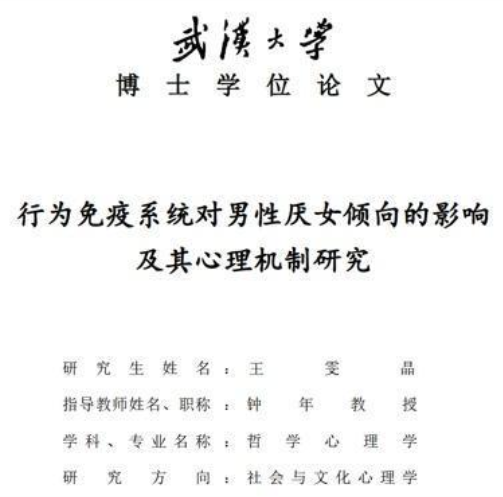 武漢大学
博士学位论文
行为免疫系统对男性厌女倾向的影响
及其心理机制研究
研究生姓名：王雯晶
指导教师姓名、职称：钟年教授
学科、专业名称：哲学心理学
研究方向：社会与文化心理学